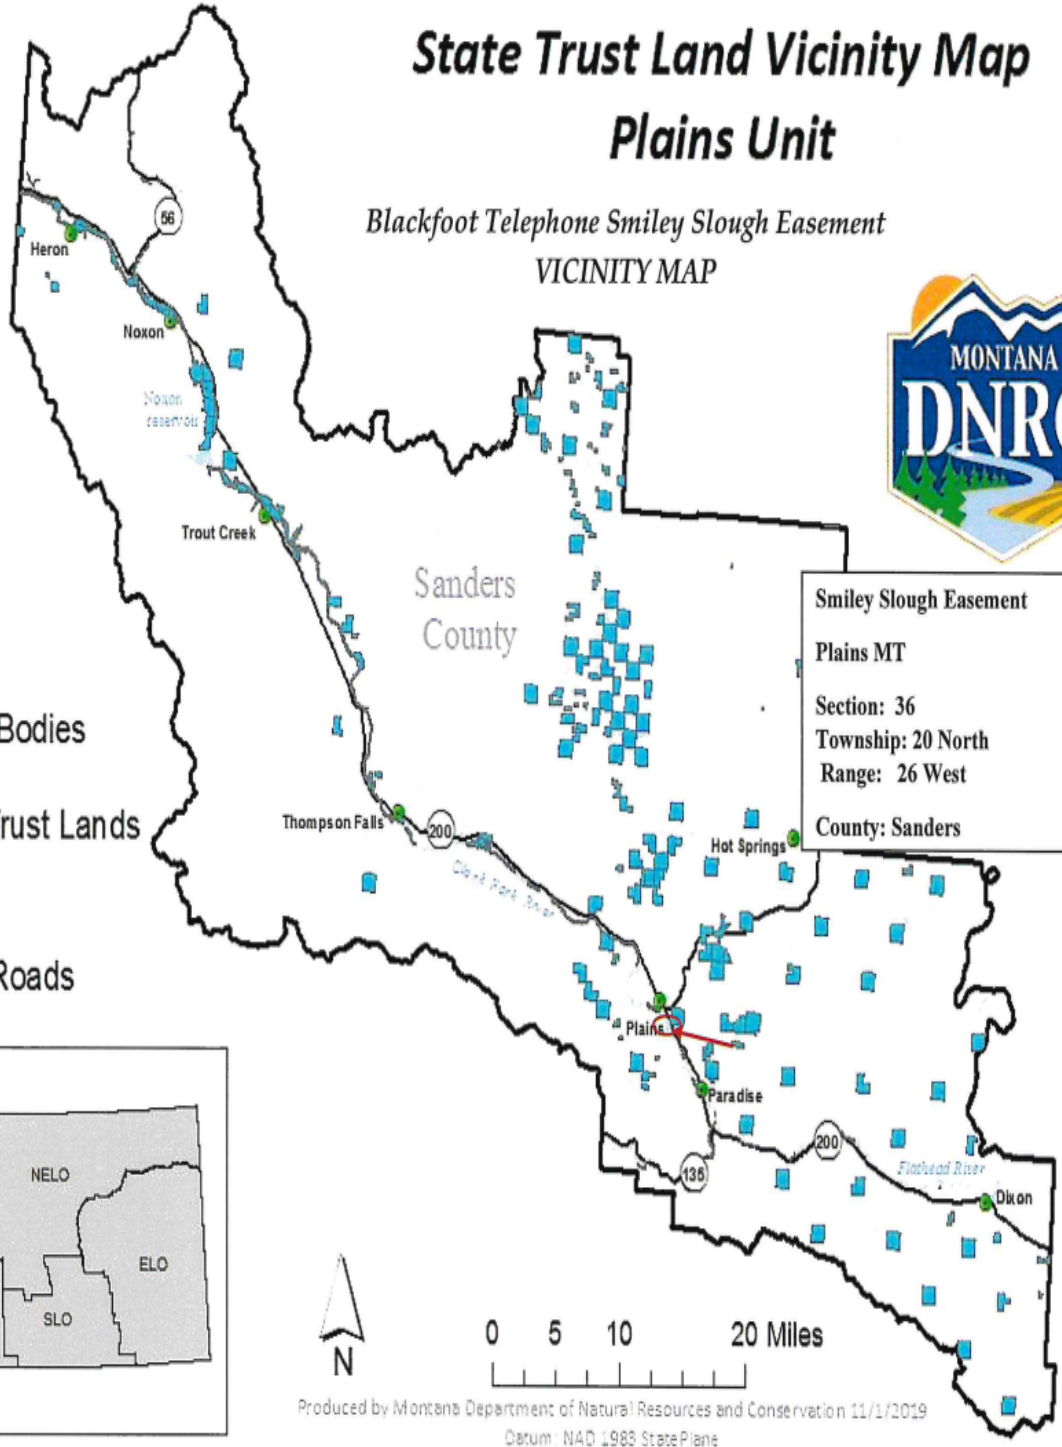 State Trust Land Vicinity Map
Plains Unit
Blackfoot Telephone Smiley Slough Easement
VICINITY MAP
56
Heron
Noxon
Noxon
reservoir
MONTANA
DNRC
Trout Creek
Sanders
County
Smiley Slough Easement
Plains MT
Section: 36
Township: 20 North
Range: 26 West
County: Sanders
Bodies
Trust Lands
Roads
Thompson Falls
200
Clark Fork River
Hot Springs
Plains
Paradise
200
135
Flathead River
Dixon
NELO
ELO
SLO
N
0 5 10 20 Miles
Produced by Montana Department of Natural Resources and Conservation 11/1/2019
Datum: NAD 1983 StatePlane